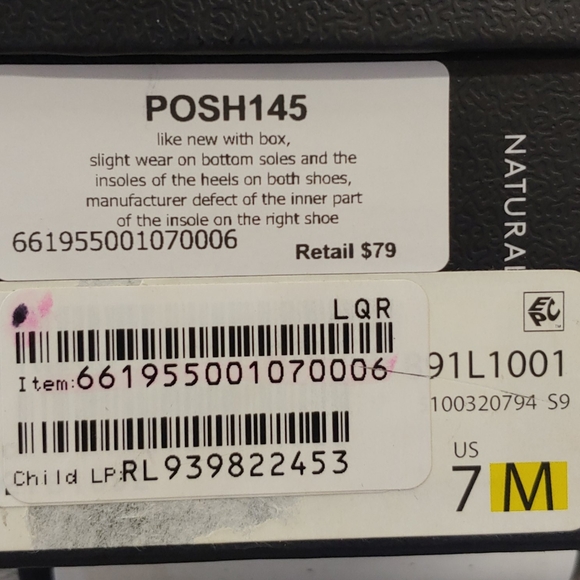 POSH145
like new with box,
slight wear on bottom soles and the
insoles of the heels on both shoes,
manufacturer defect of the inner part
of the insole on the right shoe
661955001070006
Retail $79
NATURAL
LQR
Item:661955001070006
Child LP:RL939822453
91L1001
100320794 S9
US
7 M